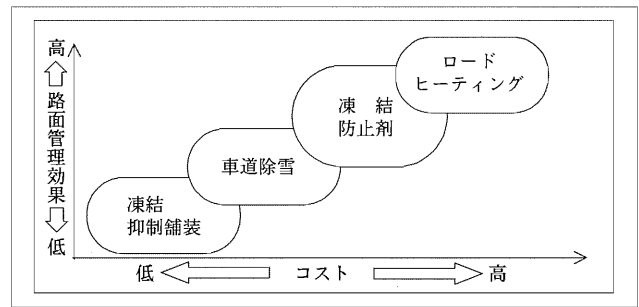 高
路面管理効果
低
ロード
ヒーティング
凍 結
防止剤
車道除雪
凍結
抑制舗装
低 コスト 高